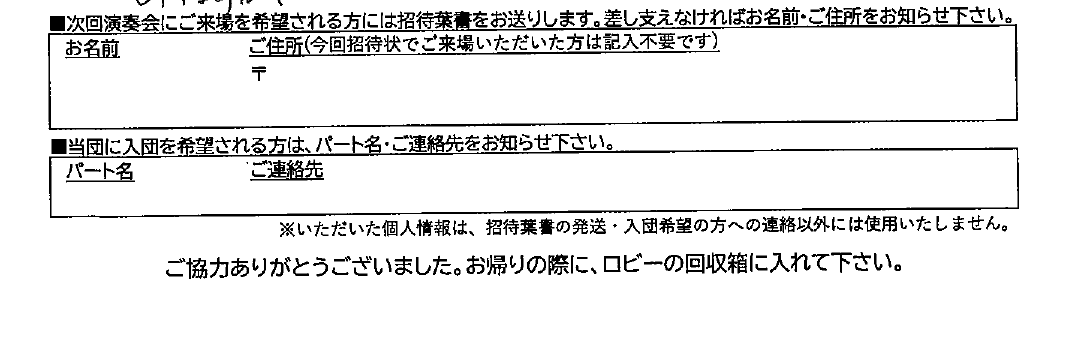 ■次回演奏会にご来場を希望される方には招待葉書をお送りします。差し支えなければお名前・ご住所をお知らせ下さい。
お名前 ご住所(今回招待状でご来場いただいた方は記入不要です)
〒
■当団に入団を希望される方は、パート名・ご連絡先をお知らせ下さい。
パート名 ご連絡先
※いただいた個人情報は、招待葉書の発送・入団希望の方への連絡以外には使用いたしません。
ご協力ありがとうございました。お帰りの際に、ロビーの回収箱に入れて下さい。